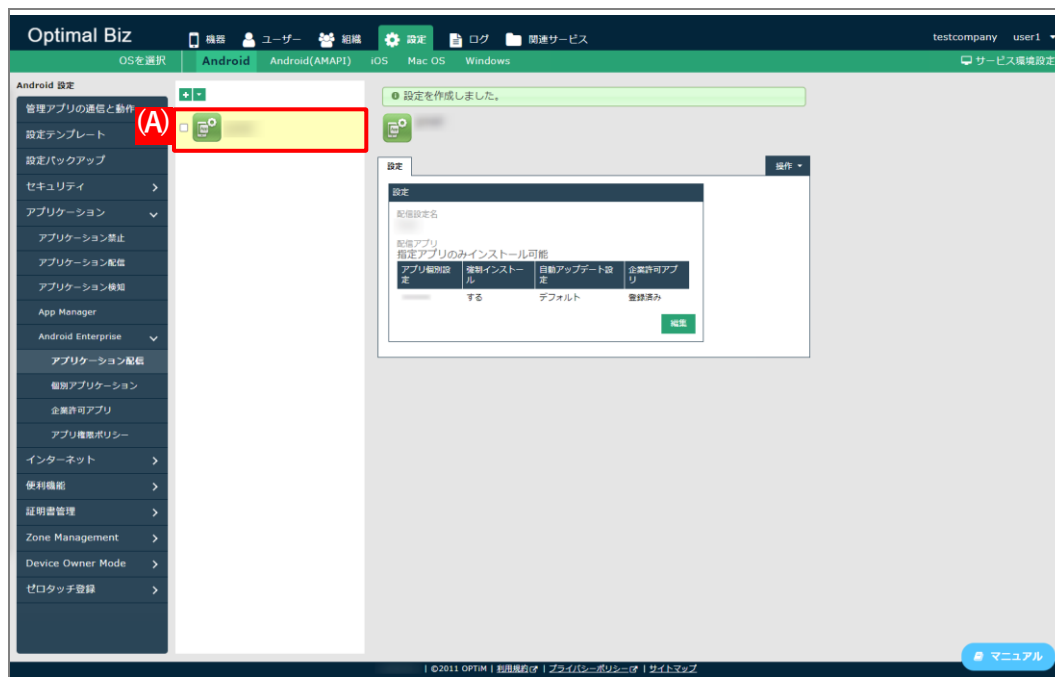 Optimal Biz
機器
ユーザー
組織
設定
ログ
関連サービス
testcompany user1
OSを選択
Android
Android(AMAPI)
iOS
Mac OS
Windows
サービス環境設定
Android 設定
管理アプリの通信と動作
設定テンプレート
設定バックアップ
セキュリティ
アプリケーション
アプリケーション禁止
アプリケーション配信
アプリケーション検知
App Manager
Android Enterprise
アプリケーション配信
個別アプリケーション
企業許可アプリ
アプリ権限ポリシー
インターネット
便利機能
証明書管理
Zone Management
Device Owner Mode
ゼロタッチ登録
(A)
設定を作成しました。
設定
操作
設定
配信設定名
配信アプリ
指定アプリのみインストール可能
アプリ個別設定 強制インストール 自動アップデート設定 企業許可アプリ
する デフォルト 登録済み
編集
マニュアル
| ©2011 OPTiM | 利用規約 | プライバシーポリシー | サイトマップ